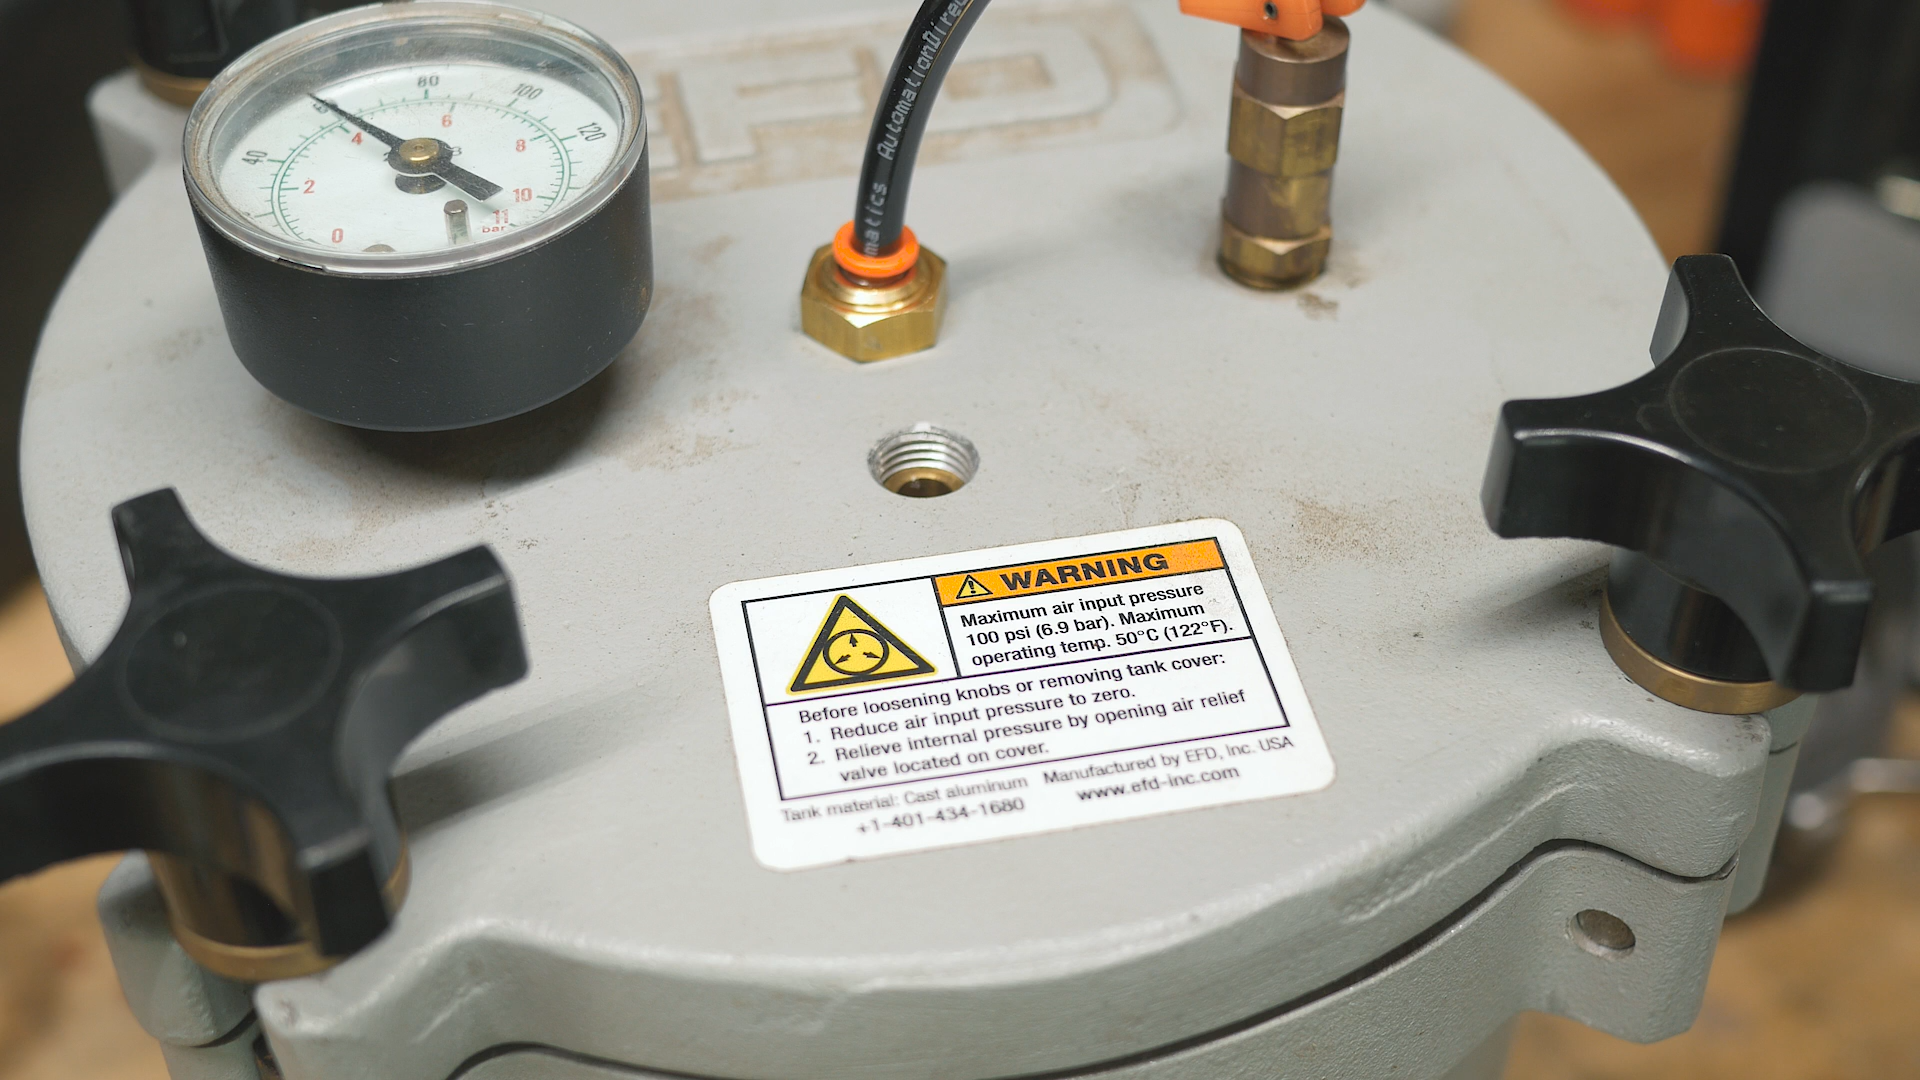 80
100
120
40
6
4
8
2
10
11
0
bar
AutomationDirec
matics
EFD
WARNING
Maximum air input pressure
100 psi (6.9 bar). Maximum
operating temp. 50°C (122°F).
Before loosening knobs or removing tank cover:
1. Reduce air input pressure to zero.
2. Relieve internal pressure by opening air relief
valve located on cover.
Tank material: Cast aluminum Manufactured by EFD, Inc. USA
+1-401-434-1680 www.efd-inc.com